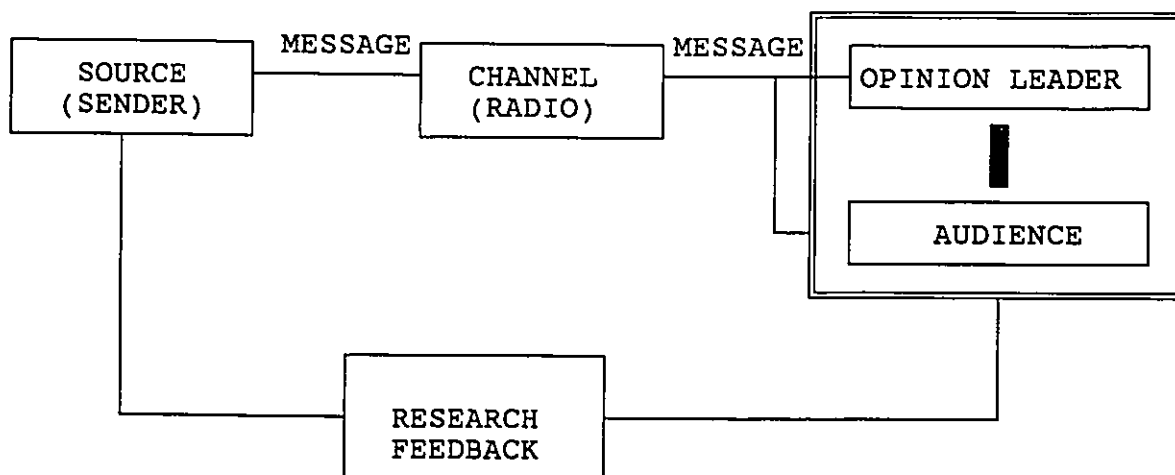 MESSAGE
MESSAGE
SOURCE
(SENDER)
CHANNEL
(RADIO)
OPINION LEADER
AUDIENCE
RESEARCH
FEEDBACK